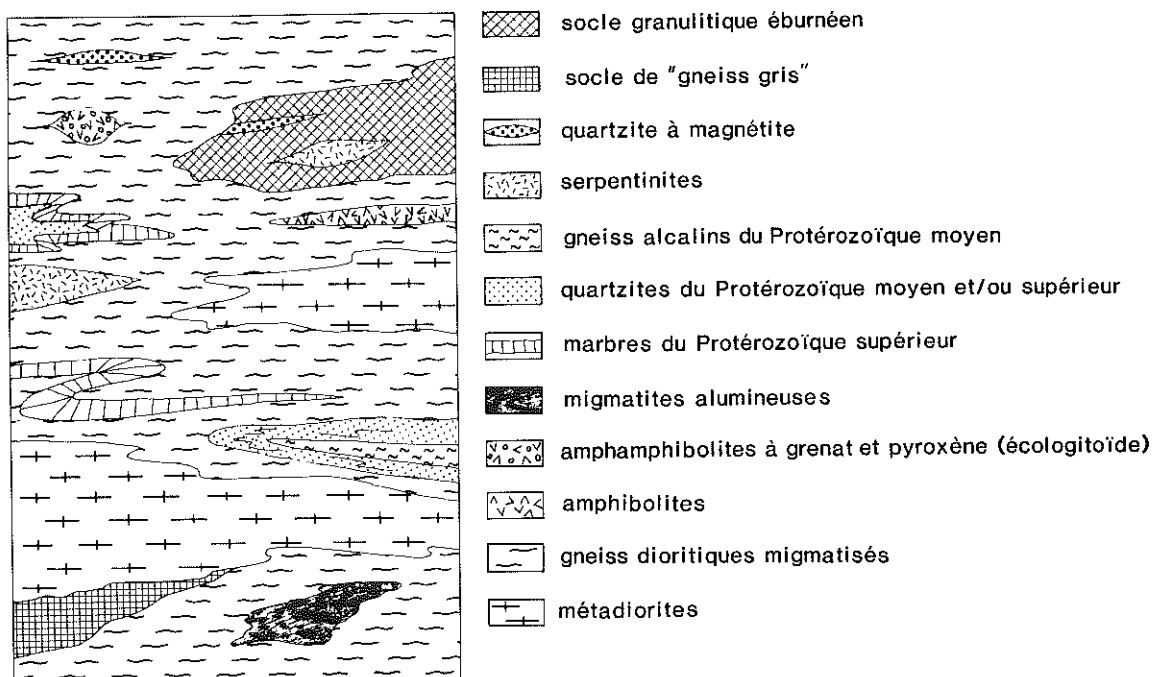 socle granulitique éburnéen
socle de "gneiss gris"
quartzite à magnétite
serpentinites
gneiss alcalins du Protérozoïque moyen
quartzites du Protérozoïque moyen et/ou supérieur
marbres du Protérozoïque supérieur
migmatites alumineuses
amphamphibolites à grenat et pyroxène (écologitoïde)
amphibolites
gneiss dioritiques migmatisés
métadiorites